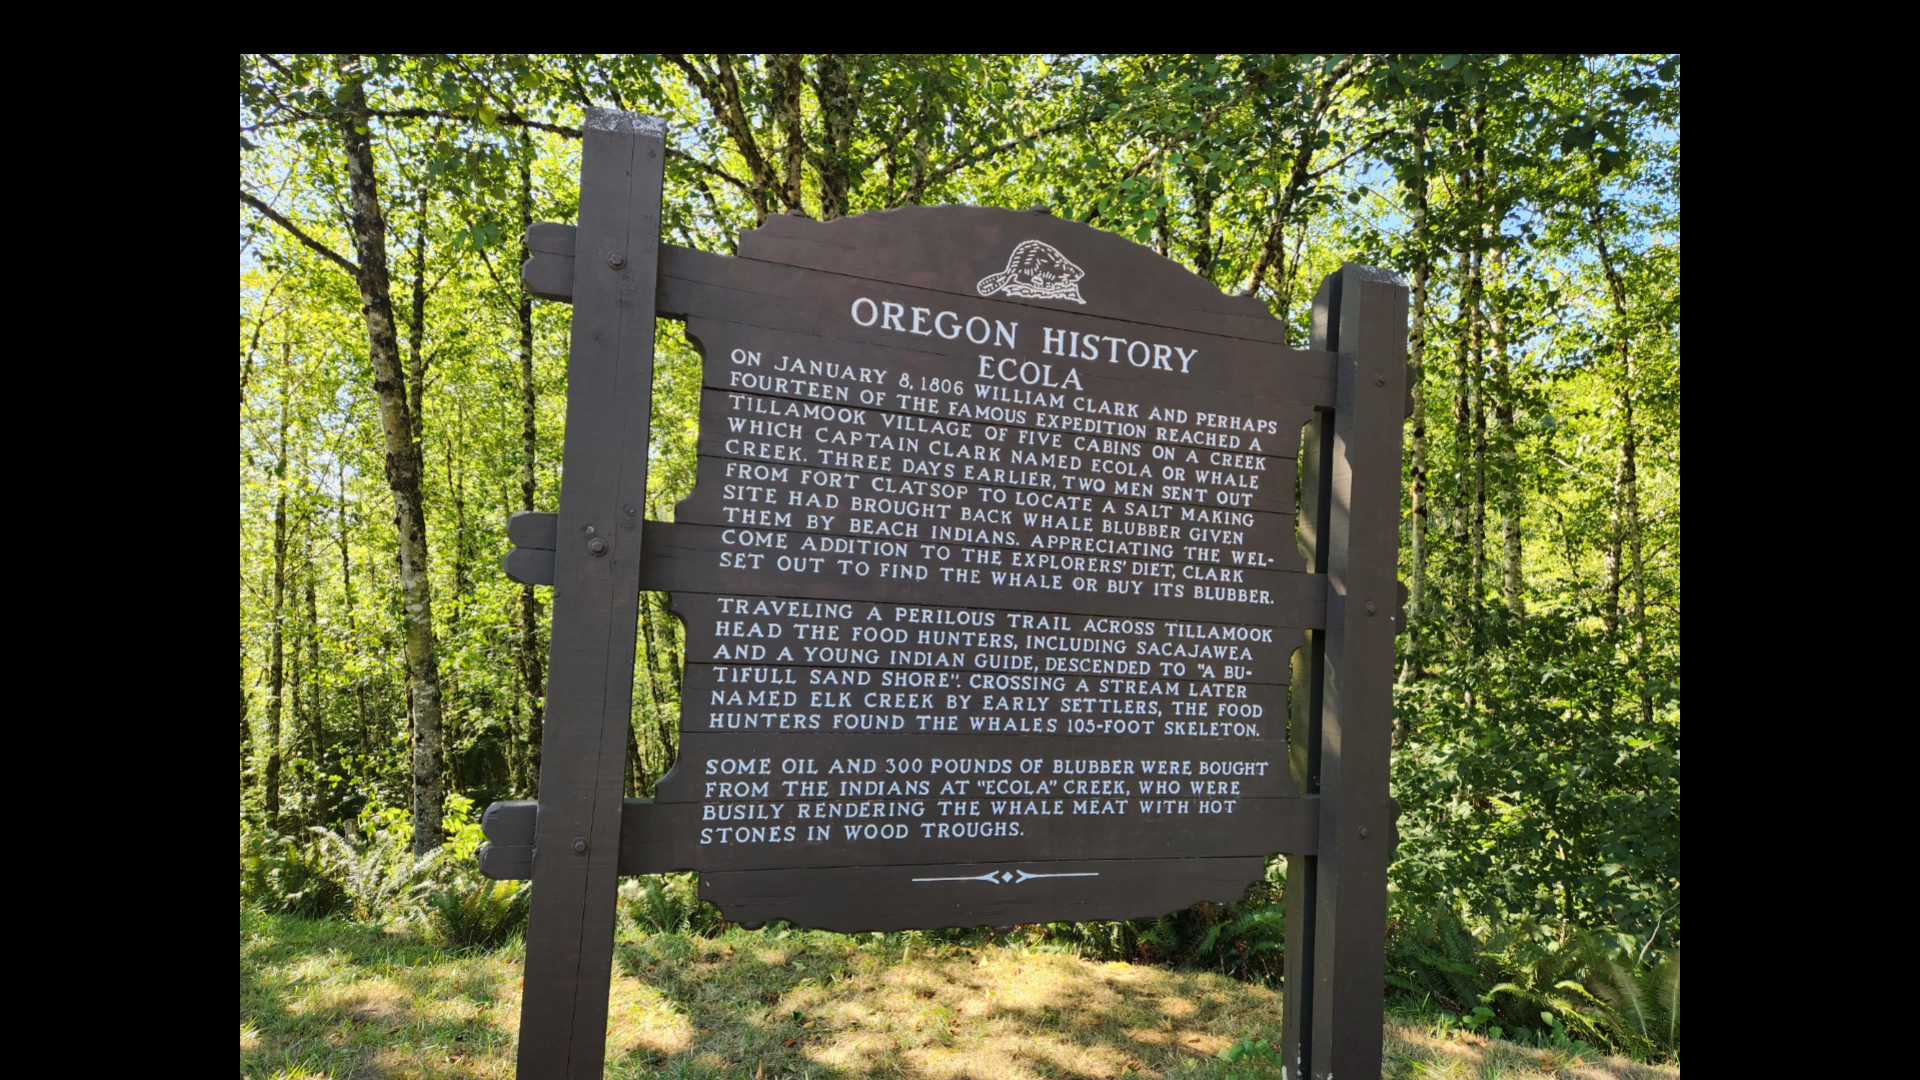 OREGON HISTORY
ECOLA
ON JANUARY 8, 1806 WILLIAM CLARK AND PERHAPS
FOURTEEN OF THE FAMOUS EXPEDITION REACHED A
TILLAMOOK VILLAGE OF FIVE CABINS ON A CREEK
WHICH CAPTAIN CLARK NAMED ECOLA OR WHALE
CREEK. THREE DAYS EARLIER, TWO MEN SENT OUT
FROM FORT CLATSOP TO LOCATE A SALT MAKING
SITE HAD BROUGHT BACK WHALE BLUBBER GIVEN
THEM BY BEACH INDIANS. APPRECIATING THE WEL-
COME ADDITION TO THE EXPLORERS' DIET, CLARK
SET OUT TO FIND THE WHALE OR BUY ITS BLUBBER.
TRAVELING A PERILOUS TRAIL ACROSS TILLAMOOK
HEAD THE FOOD HUNTERS, INCLUDING SACAJAWEA
AND A YOUNG INDIAN GUIDE, DESCENDED TO "A BU-
TIFULL SAND SHORE". CROSSING A STREAM LATER
NAMED ELK CREEK BY EARLY SETTLERS, THE FOOD
HUNTERS FOUND THE WHALES 105-FOOT SKELETON.
SOME OIL AND 300 POUNDS OF BLUBBER WERE BOUGHT
FROM THE INDIANS AT "ECOLA" CREEK, WHO WERE
BUSILY RENDERING THE WHALE MEAT WITH HOT
STONES IN WOOD TROUGHS.